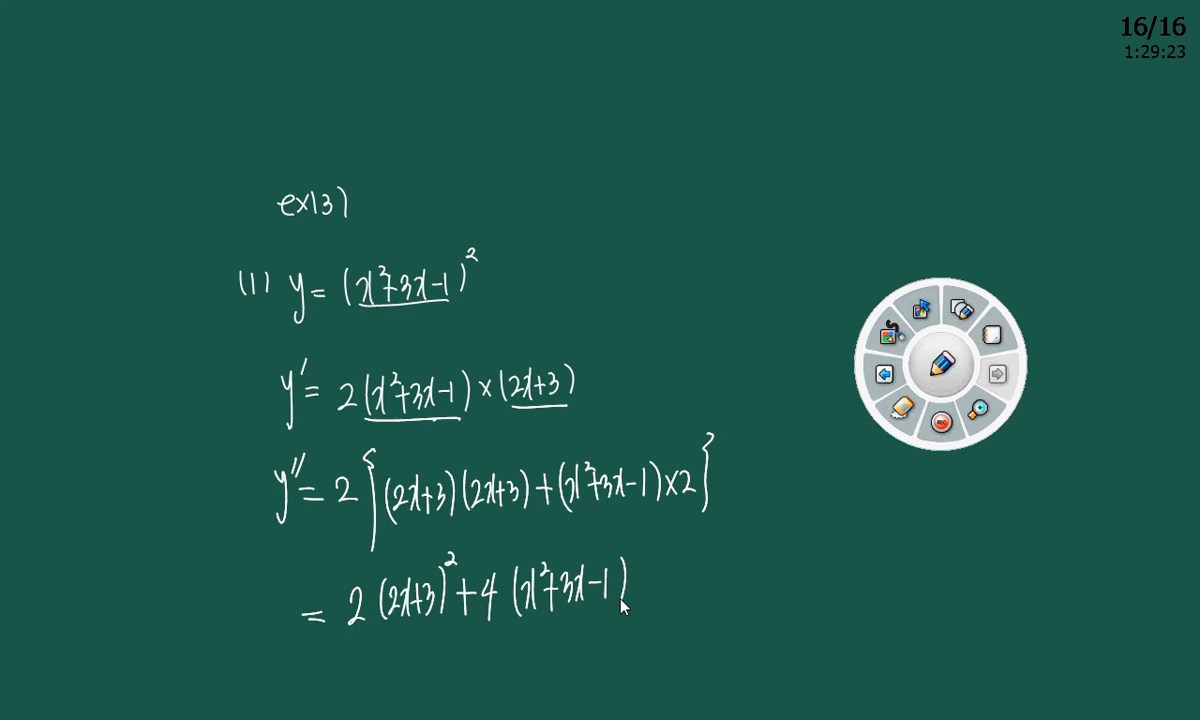 16/16
1:29:23
ex13)
(1) y = (x²+3x-1)²
y' = 2(x²+3x-1)×(2x+3)
y'' = 2{(2x+3)(2x+3)+(x²+3x-1)×2}
= 2(2x+3)²+4(x²+3x-1)